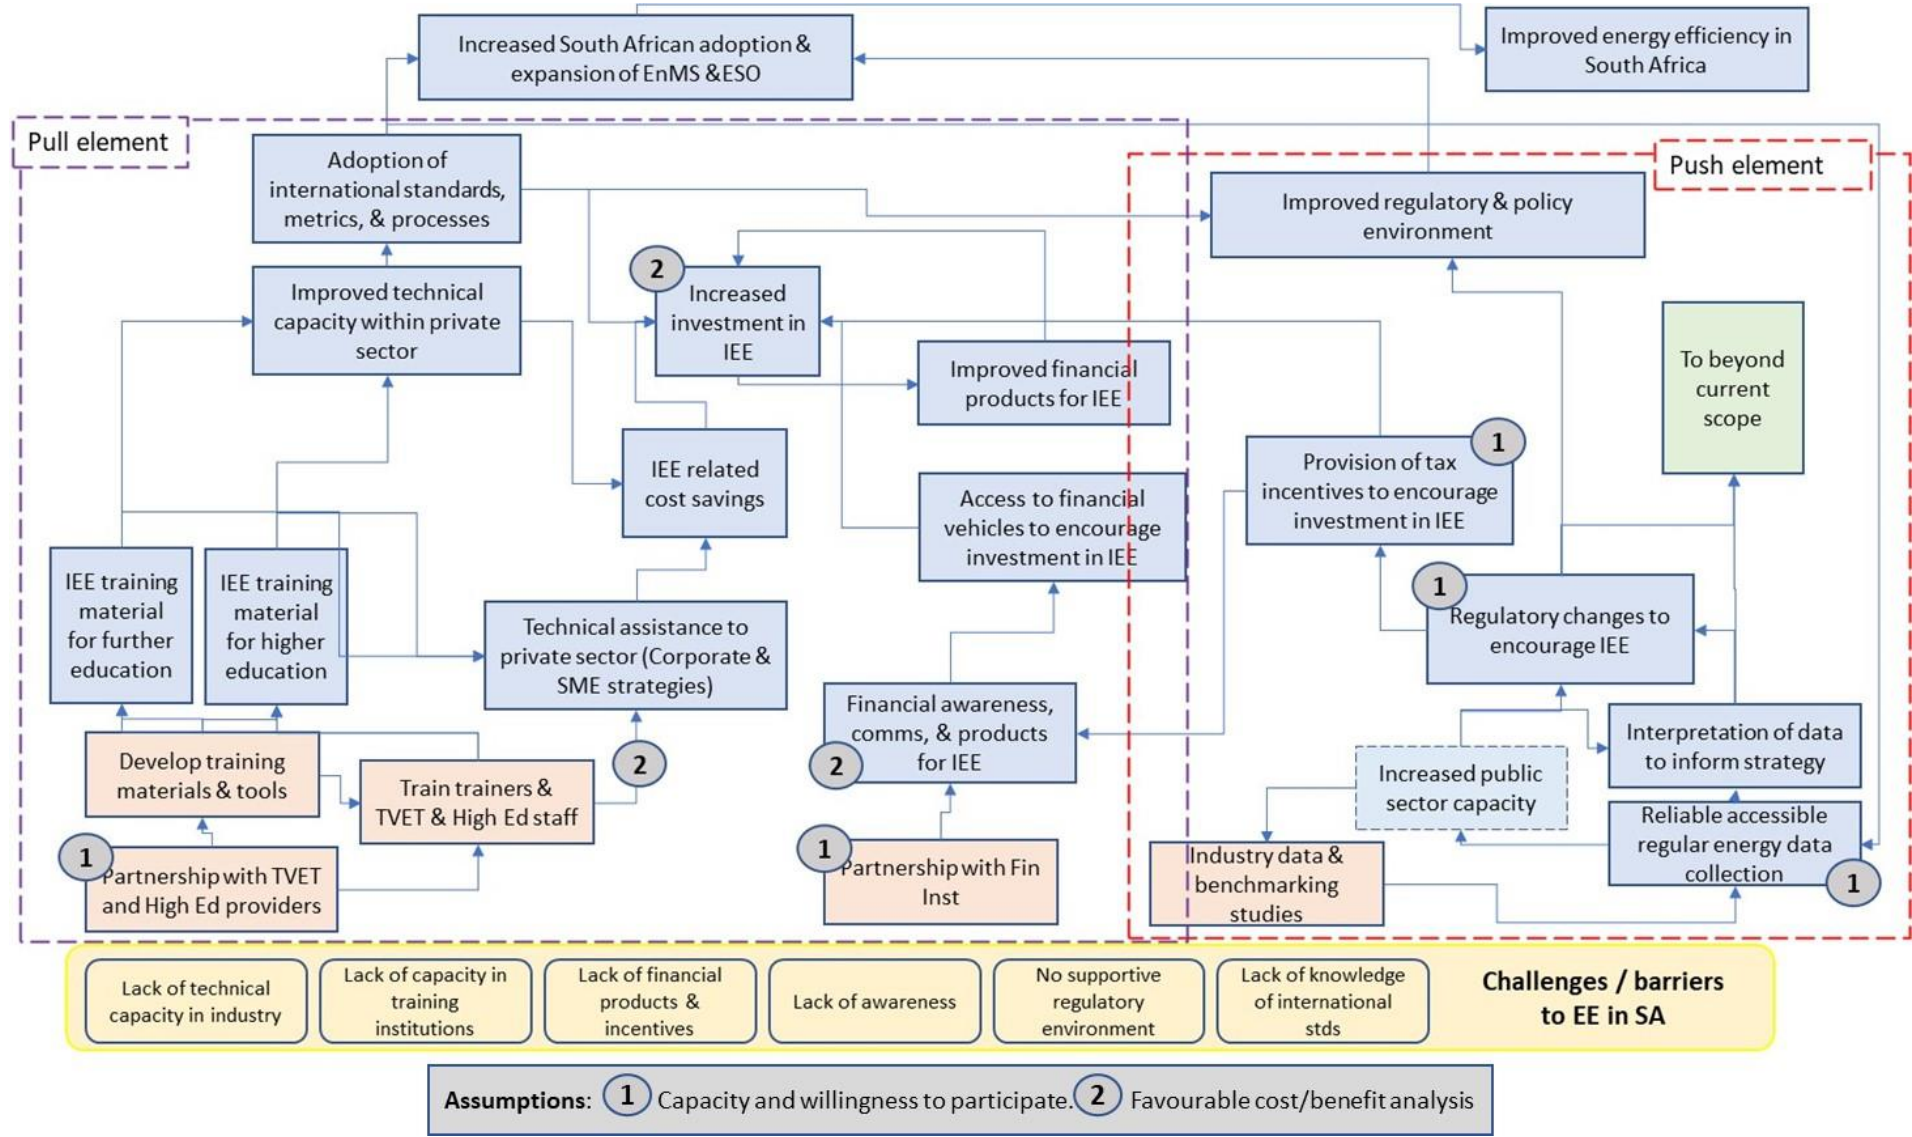 Increased South African adoption &
expansion of EnMS &ESO
Improved energy efficiency in
South Africa
Pull element
Push element
Adoption of
international standards,
metrics, & processes
Improved regulatory & policy
environment
2
Increased
investment in
IEE
Improved technical
capacity within private
sector
To beyond
current
scope
Improved financial
products for IEE
1
Provision of tax
incentives to encourage
investment in IEE
IEE related
cost savings
Access to financial
vehicles to encourage
investment in IEE
IEE training
material
for further
education
IEE training
material
for higher
education
Technical assistance to
private sector (Corporate &
SME strategies)
1
Regulatory changes to
encourage IEE
Financial awareness,
comms, & products
for IEE
2
2
Interpretation of data
to inform strategy
Develop training
materials & tools
Train trainers &
TVET & High Ed staff
Increased public
sector capacity
Reliable accessible
regular energy data
collection
1
1
Partnership with TVET
and High Ed providers
1
Partnership with Fin
Inst
Industry data &
benchmarking
studies
Lack of technical
capacity in industry
Lack of capacity in
training
institutions
Lack of financial
products &
incentives
Lack of awareness
No supportive
regulatory
environment
Lack of knowledge
of international
stds
Challenges / barriers
to EE in SA
Assumptions: 1 Capacity and willingness to participate. 2 Favourable cost/benefit analysis